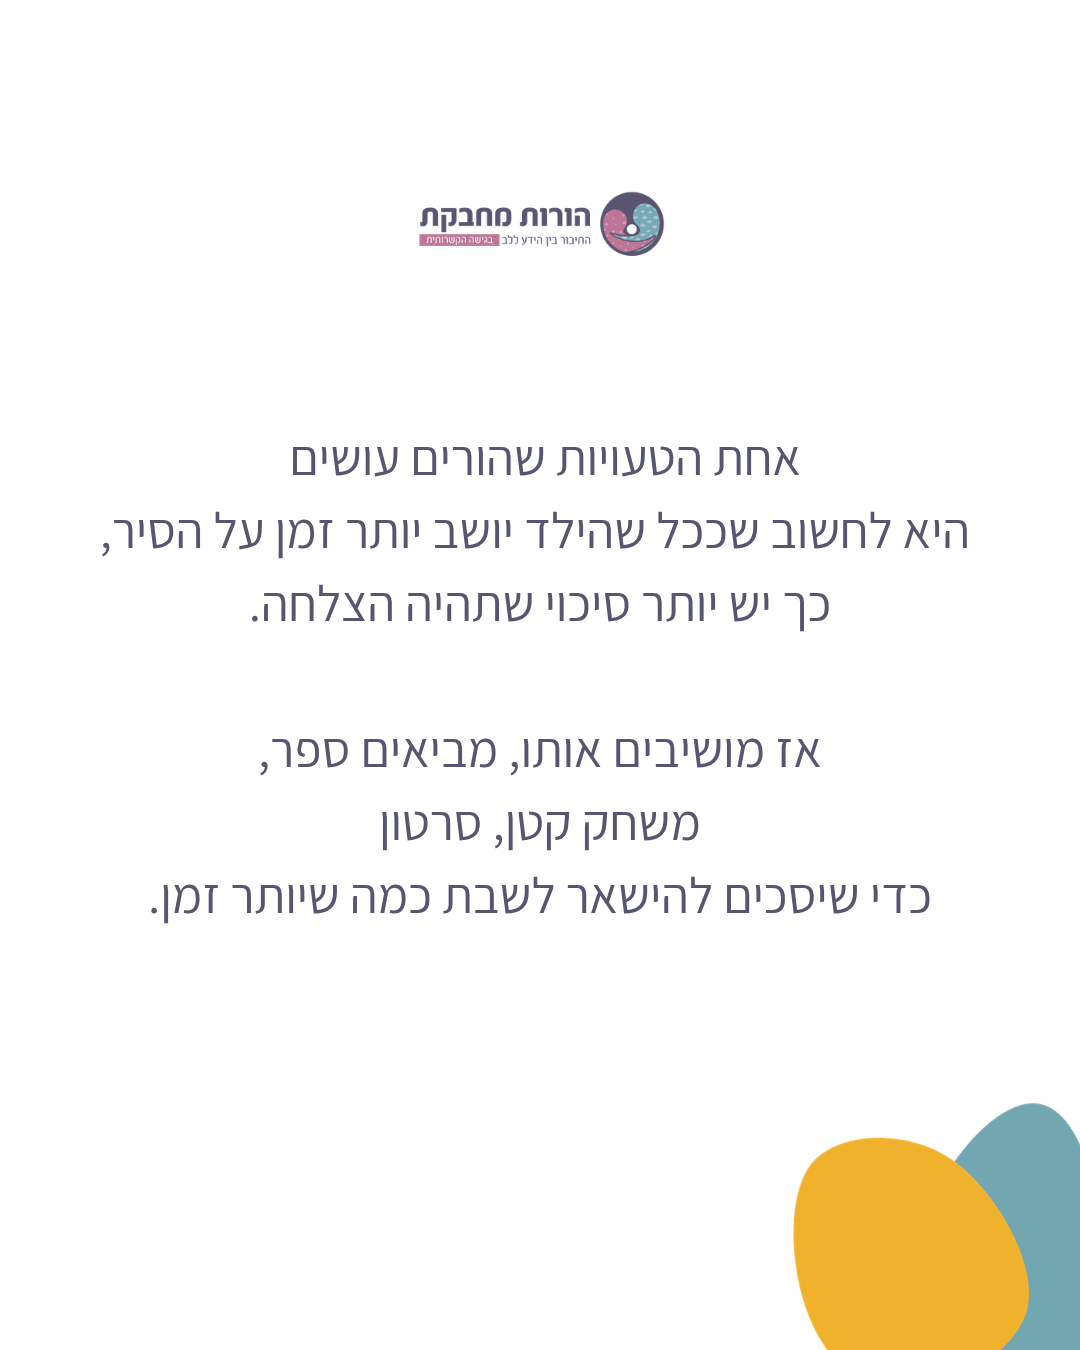 הורות מחבקת
החיבור בין הידע ללב בגישה הקשרותית
אחת הטעויות שהורים עושים
היא לחשוב שככל שהילד יושב יותר זמן על הסיר,
כך יש יותר סיכוי שתהיה הצלחה.
אז מושיבים אותו, מביאים ספר,
משחק קטן, סרטון
כדי שיסכים להישאר לשבת כמה שיותר זמן.